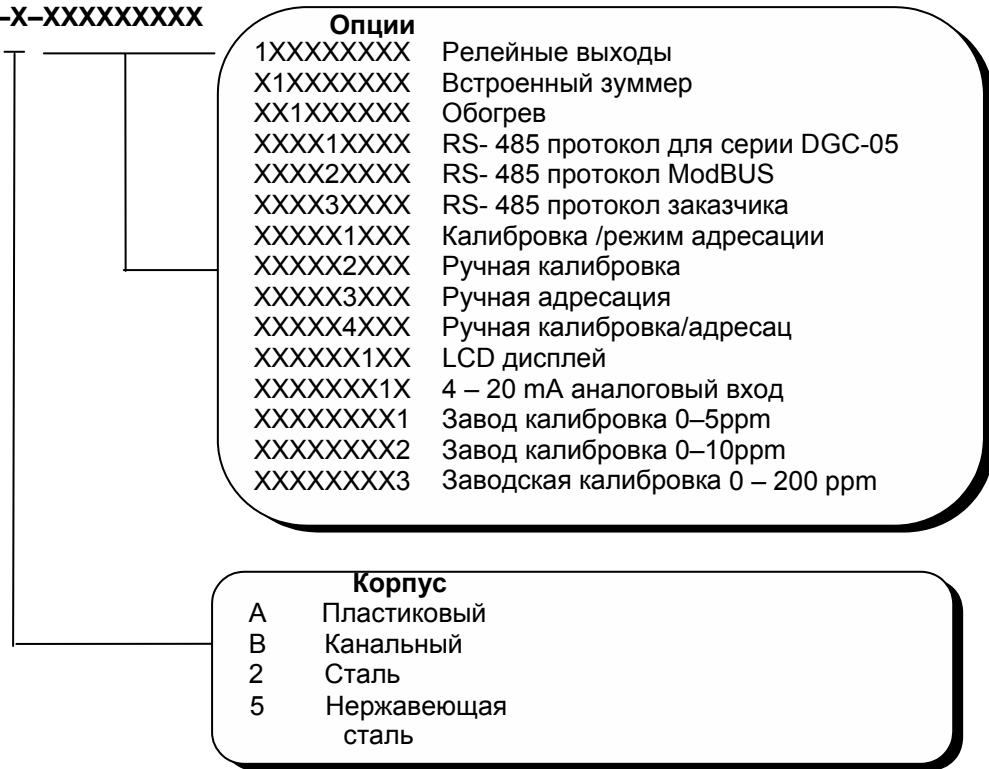 –X–XXXXXXXXX
Опции
1XXXXXXXX Релейные выходы
X1XXXXXXX Встроенный зуммер
XX1XXXXXX Обогрев
XXXX1XXXX RS- 485 протокол для серии DGC-05
XXXX2XXXX RS- 485 протокол ModBUS
XXXX3XXXX RS- 485 протокол заказчика
XXXXX1XXX Калибровка /режим адресации
XXXXX2XXX Ручная калибровка
XXXXX3XXX Ручная адресация
XXXXX4XXX Ручная калибровка/адресац
XXXXXX1XX LCD дисплей
XXXXXXX1X 4 – 20 mA аналоговый вход
XXXXXXXX1 Завод калибровка 0–5ppm
XXXXXXXX2 Завод калибровка 0–10ppm
XXXXXXXX3 Заводская калибровка 0 – 200 ppm
Корпус
A Пластиковый
B Канальный
2 Сталь
5 Нержавеющая
сталь